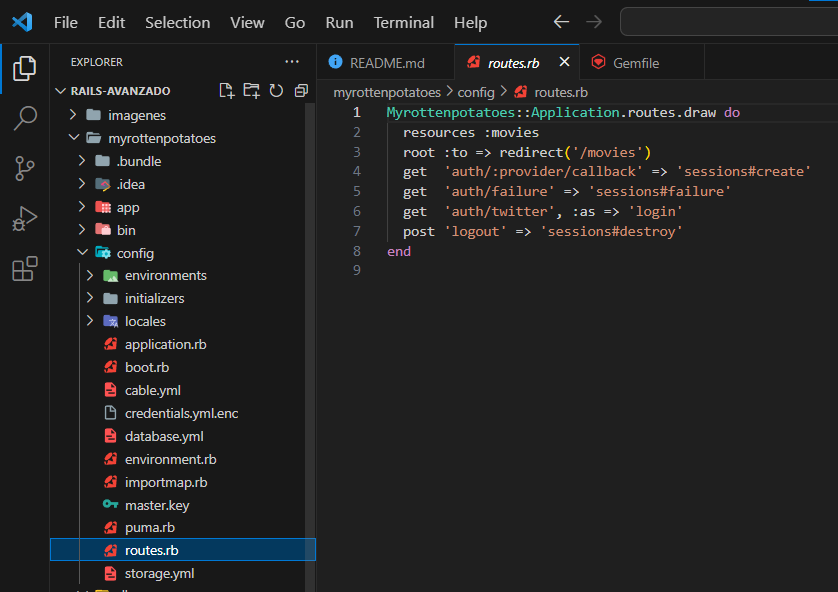 File Edit Selection View Go Run Terminal Help
EXPLORER
RAILS-AVANZADO
imagenes
myrottenpotatoes
.bundle
.idea
app
bin
config
environments
initializers
locales
application.rb
boot.rb
cable.yml
credentials.yml.enc
database.yml
environment.rb
importmap.rb
master.key
puma.rb
routes.rb
storage.yml
README.md routes.rb Gemfile
myrottenpotatoes > config > routes.rb
1 Myrottenpotatoes::Application.routes.draw do
2   resources :movies
3   root :to => redirect('/movies')
4   get  'auth/:provider/callback' => 'sessions#create'
5   get  'auth/failure' => 'sessions#failure'
6   get  'auth/twitter', :as => 'login'
7   post 'logout' => 'sessions#destroy'
8 end
9